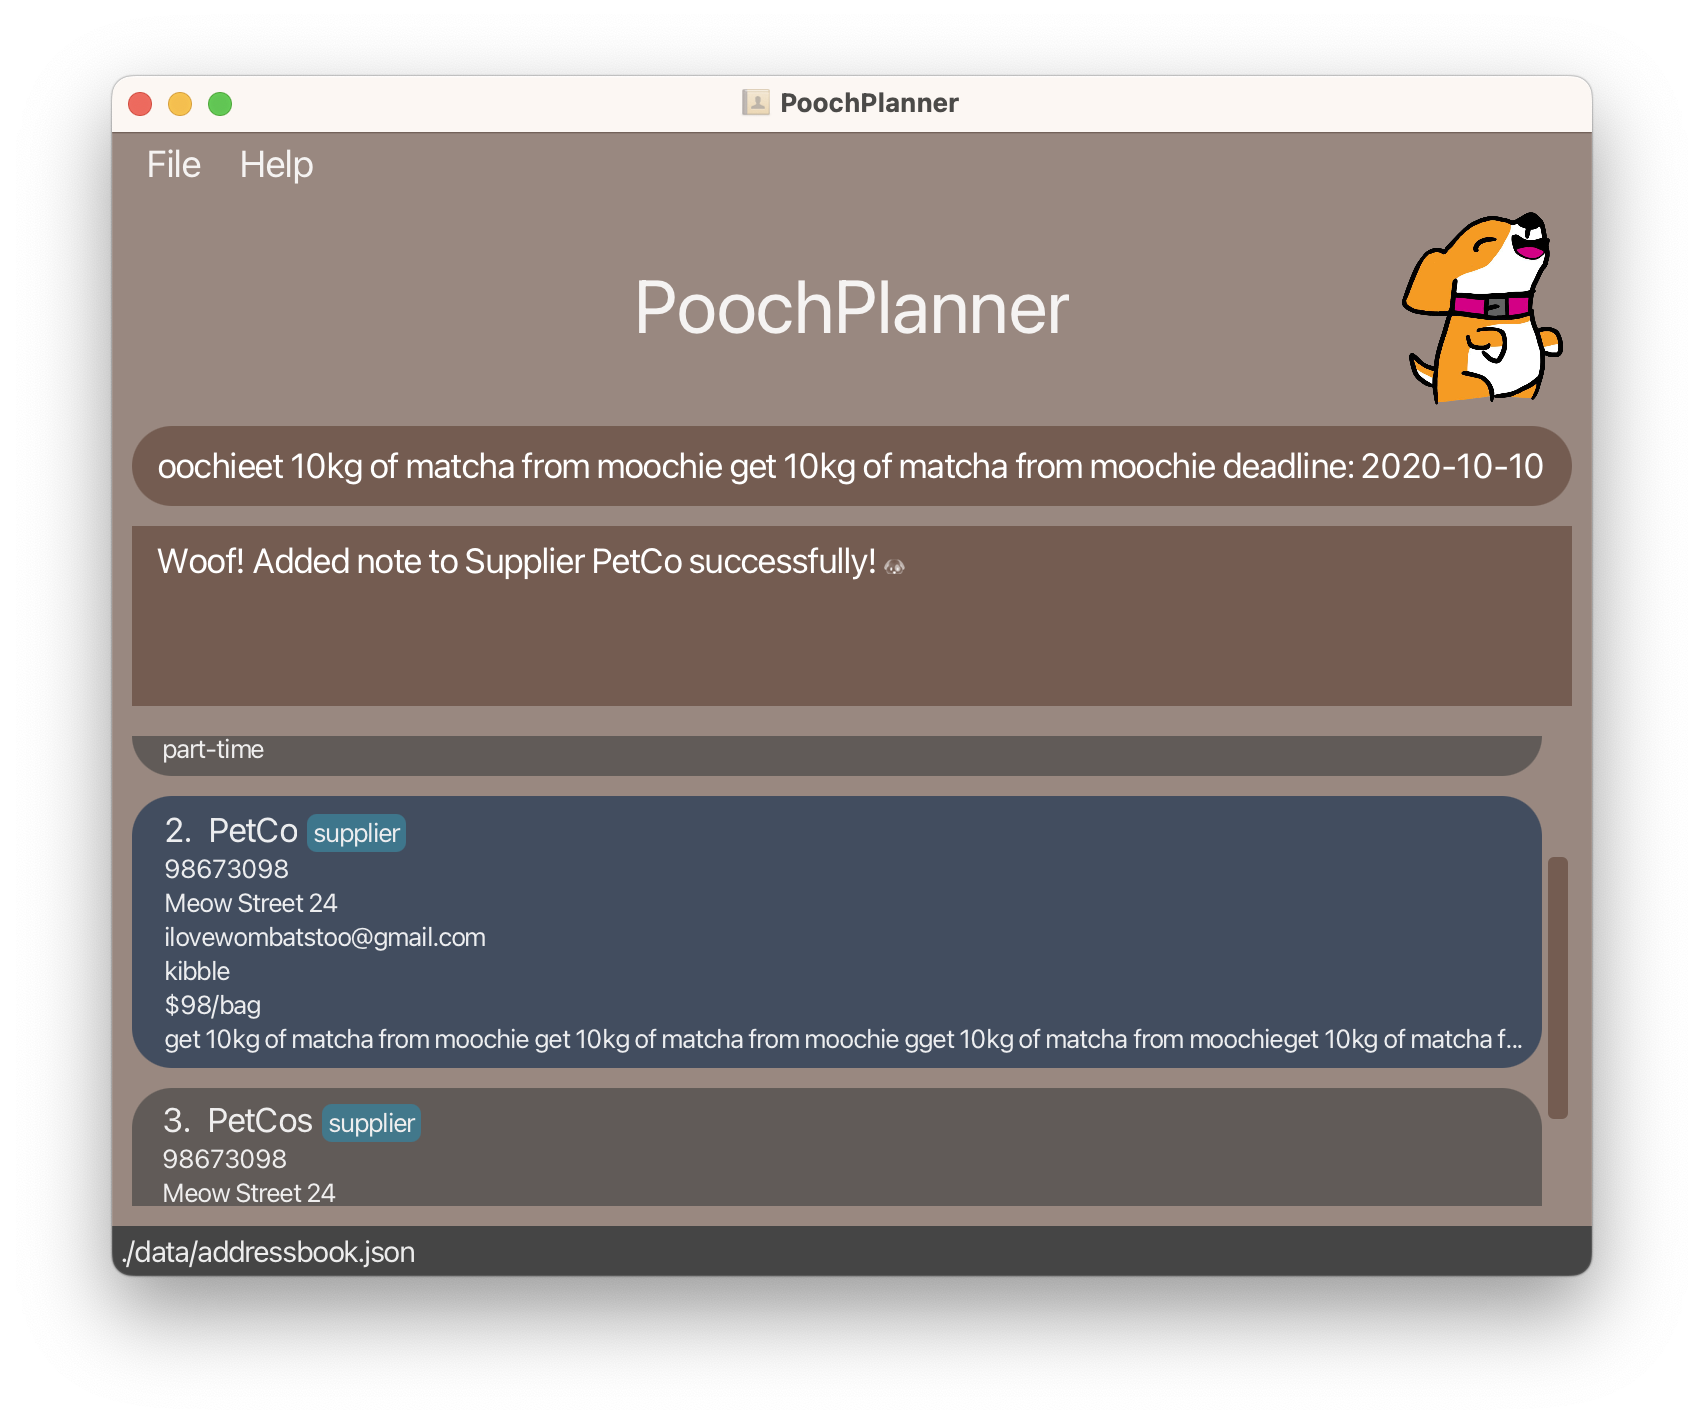 PoochPlanner
File Help
PoochPlanner
oochieet 10kg of matcha from moochie get 10kg of matcha from moochie deadline: 2020-10-10
Woof! Added note to Supplier PetCo successfully!
part-time
2. PetCo supplier
98673098
Meow Street 24
ilovewombatstoo@gmail.com
kibble
$98/bag
get 10kg of matcha from moochie get 10kg of matcha from moochie gget 10kg of matcha from moochieget 10kg of matcha f...
3. PetCos supplier
98673098
Meow Street 24
./data/addressbook.json